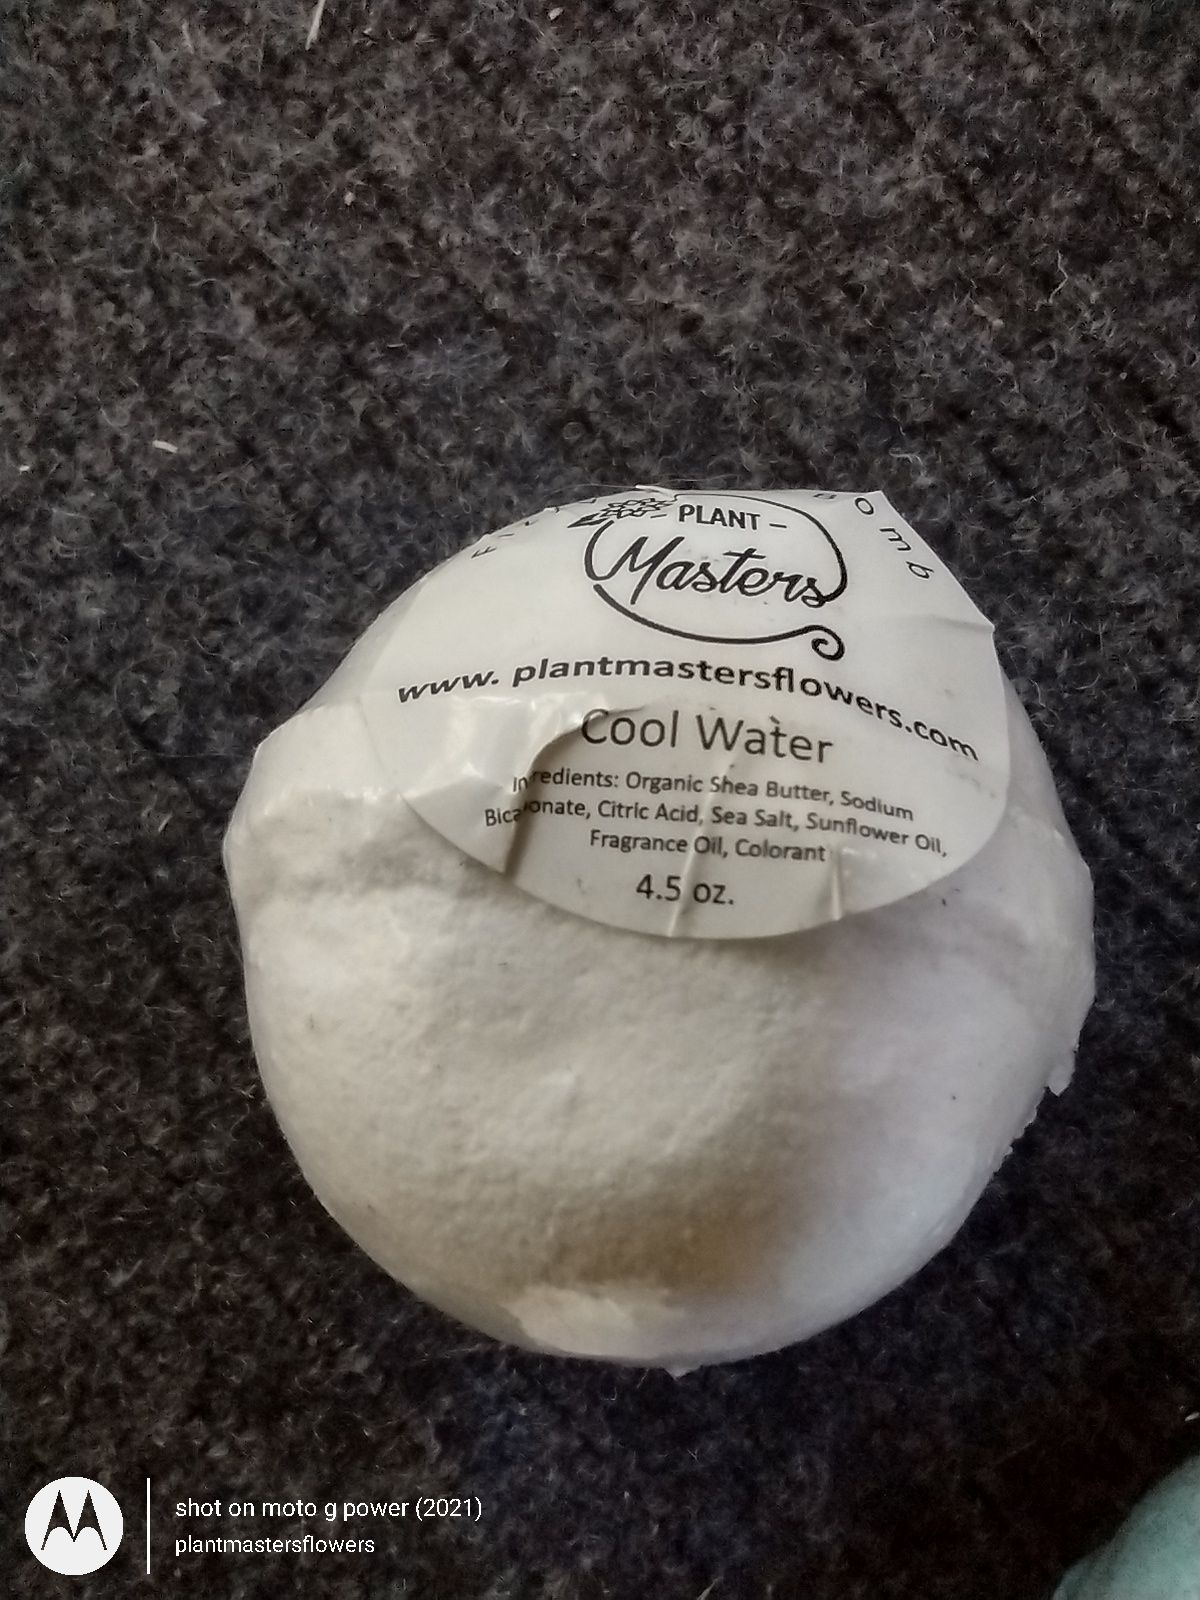 Bomb
– PLANT –
Masters
www. plantmastersflowers.com
Cool Water
Ingredients: Organic Shea Butter, Sodium
Bicarbonate, Citric Acid, Sea Salt, Sunflower Oil,
Fragrance Oil, Colorant
4.5 oz.
shot on moto g power (2021)
plantmastersflowers